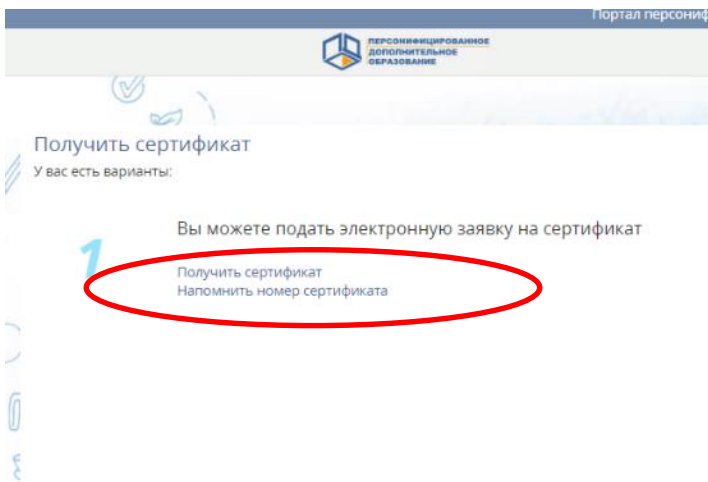 Портал
ПЕРСОНИФИЦИРОВАННОЕ
ДОПОЛНИТЕЛЬНОЕ
ОБРАЗОВАНИЕ
Получить сертификат
У вас есть варианты:
1
Вы можете подать электронную заявку на сертификат
Получить сертификат
Напомнить номер сертификата